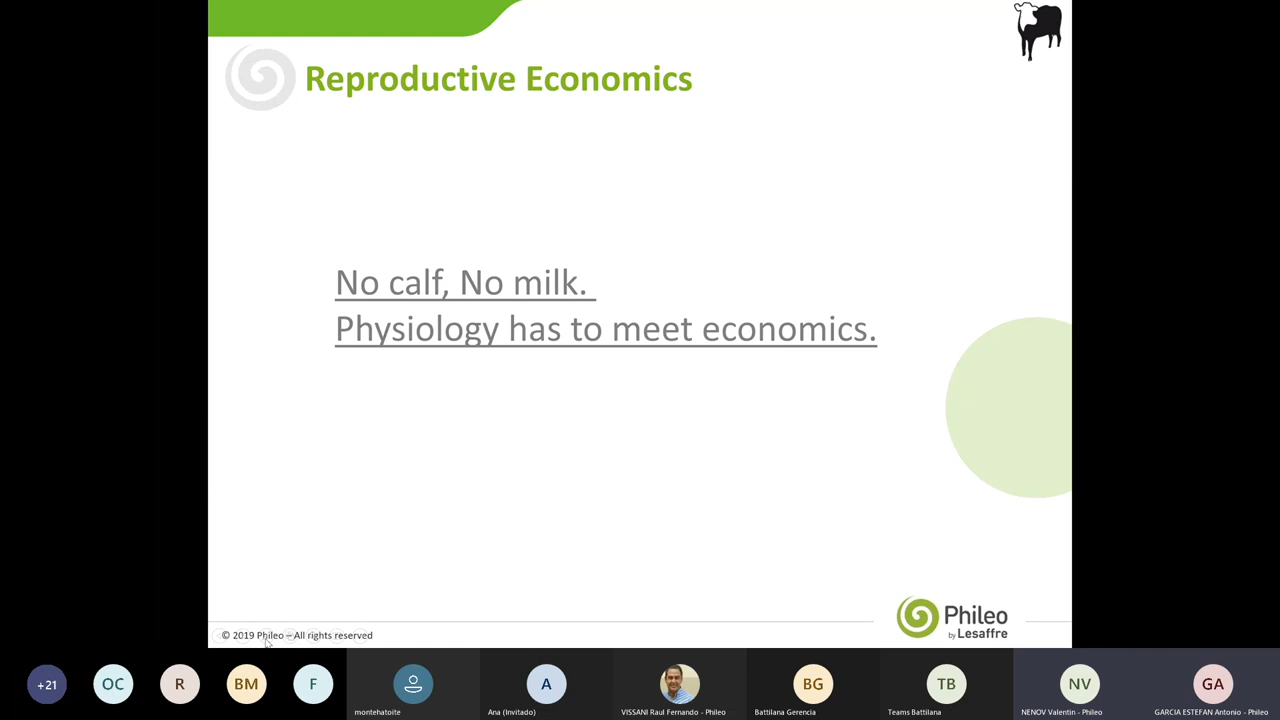 Reproductive Economics
No calf, No milk.
Physiology has to meet economics.
Phileo
by Lesaffre
© 2019 Phileo – All rights reserved
+21
OC
R
BM
F
montehatoite
A
Ana (Invitado)
VISSANI Raul Fernando - Phileo
BG
Battilana Gerencia
TB
Teams Battilana
NV
NENOV Valentin - Phileo
GA
GARCIA ESTEFAN Antonio - Phileo